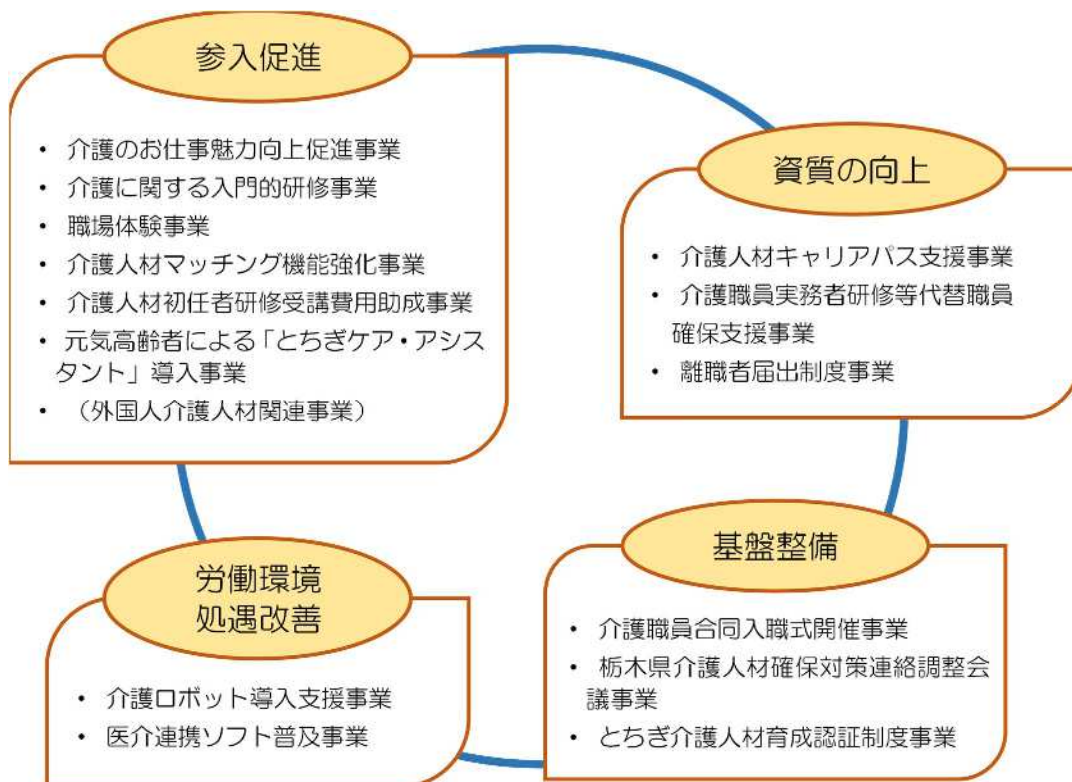 参入促進
・ 介護のお仕事魅力向上促進事業
・ 介護に関する入門的研修事業
・ 職場体験事業
・ 介護人材マッチング機能強化事業
・ 介護人材初任者研修受講費用助成事業
・ 元気高齢者による「とちぎケア・アシス
タント」導入事業
・ （外国人介護人材関連事業）
資質の向上
・ 介護人材キャリアパス支援事業
・ 介護職員実務者研修等代替職員
確保支援事業
・ 離職者届出制度事業
労働環境
処遇改善
・ 介護ロボット導入支援事業
・ 医介連携ソフト普及事業
基盤整備
・ 介護職員合同入職式開催事業
・ 栃木県介護人材確保対策連絡調整会
議事業
・ とちぎ介護人材育成認証制度事業